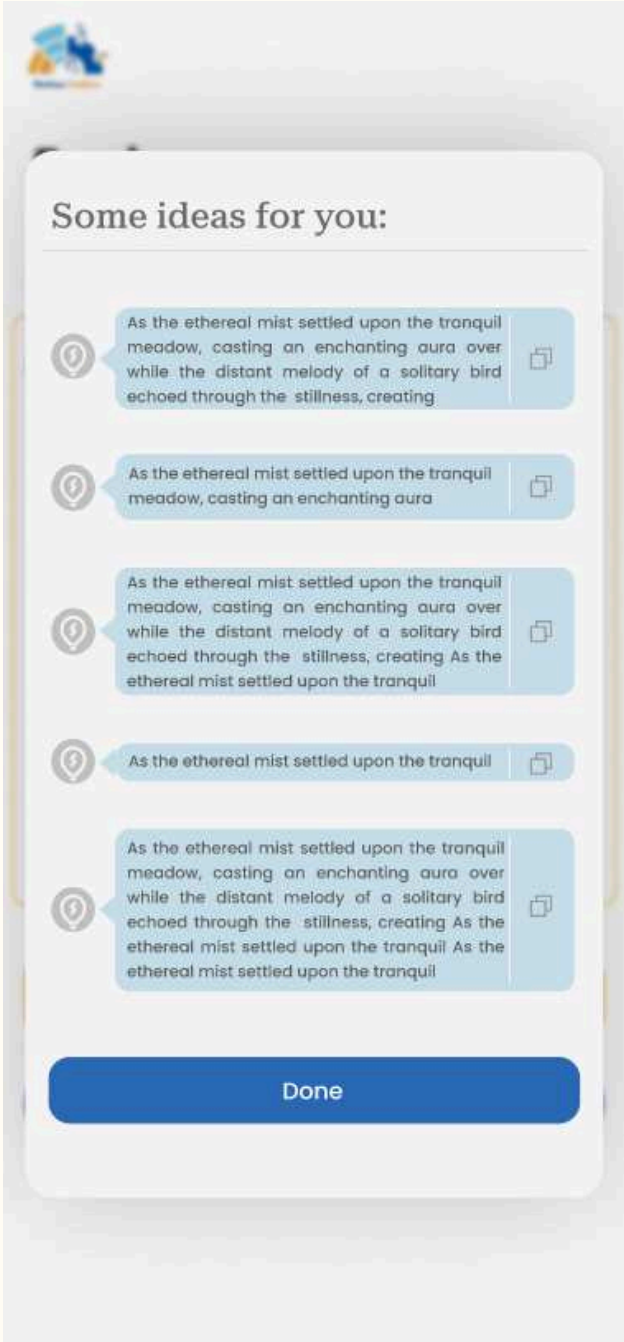 Some ideas for you:
As the ethereal mist settled upon the tranquil
meadow, casting an enchanting aura over
while the distant melody of a solitary bird
echoed through the stillness, creating
As the ethereal mist settled upon the tranquil
meadow, casting an enchanting aura
As the ethereal mist settled upon the tranquil
meadow, casting an enchanting aura over
while the distant melody of a solitary bird
echoed through the stillness, creating As the
ethereal mist settled upon the tranquil
As the ethereal mist settled upon the tranquil
As the ethereal mist settled upon the tranquil
meadow, casting an enchanting aura over
while the distant melody of a solitary bird
echoed through the stillness, creating As the
ethereal mist settled upon the tranquil As the
ethereal mist settled upon the tranquil
Done